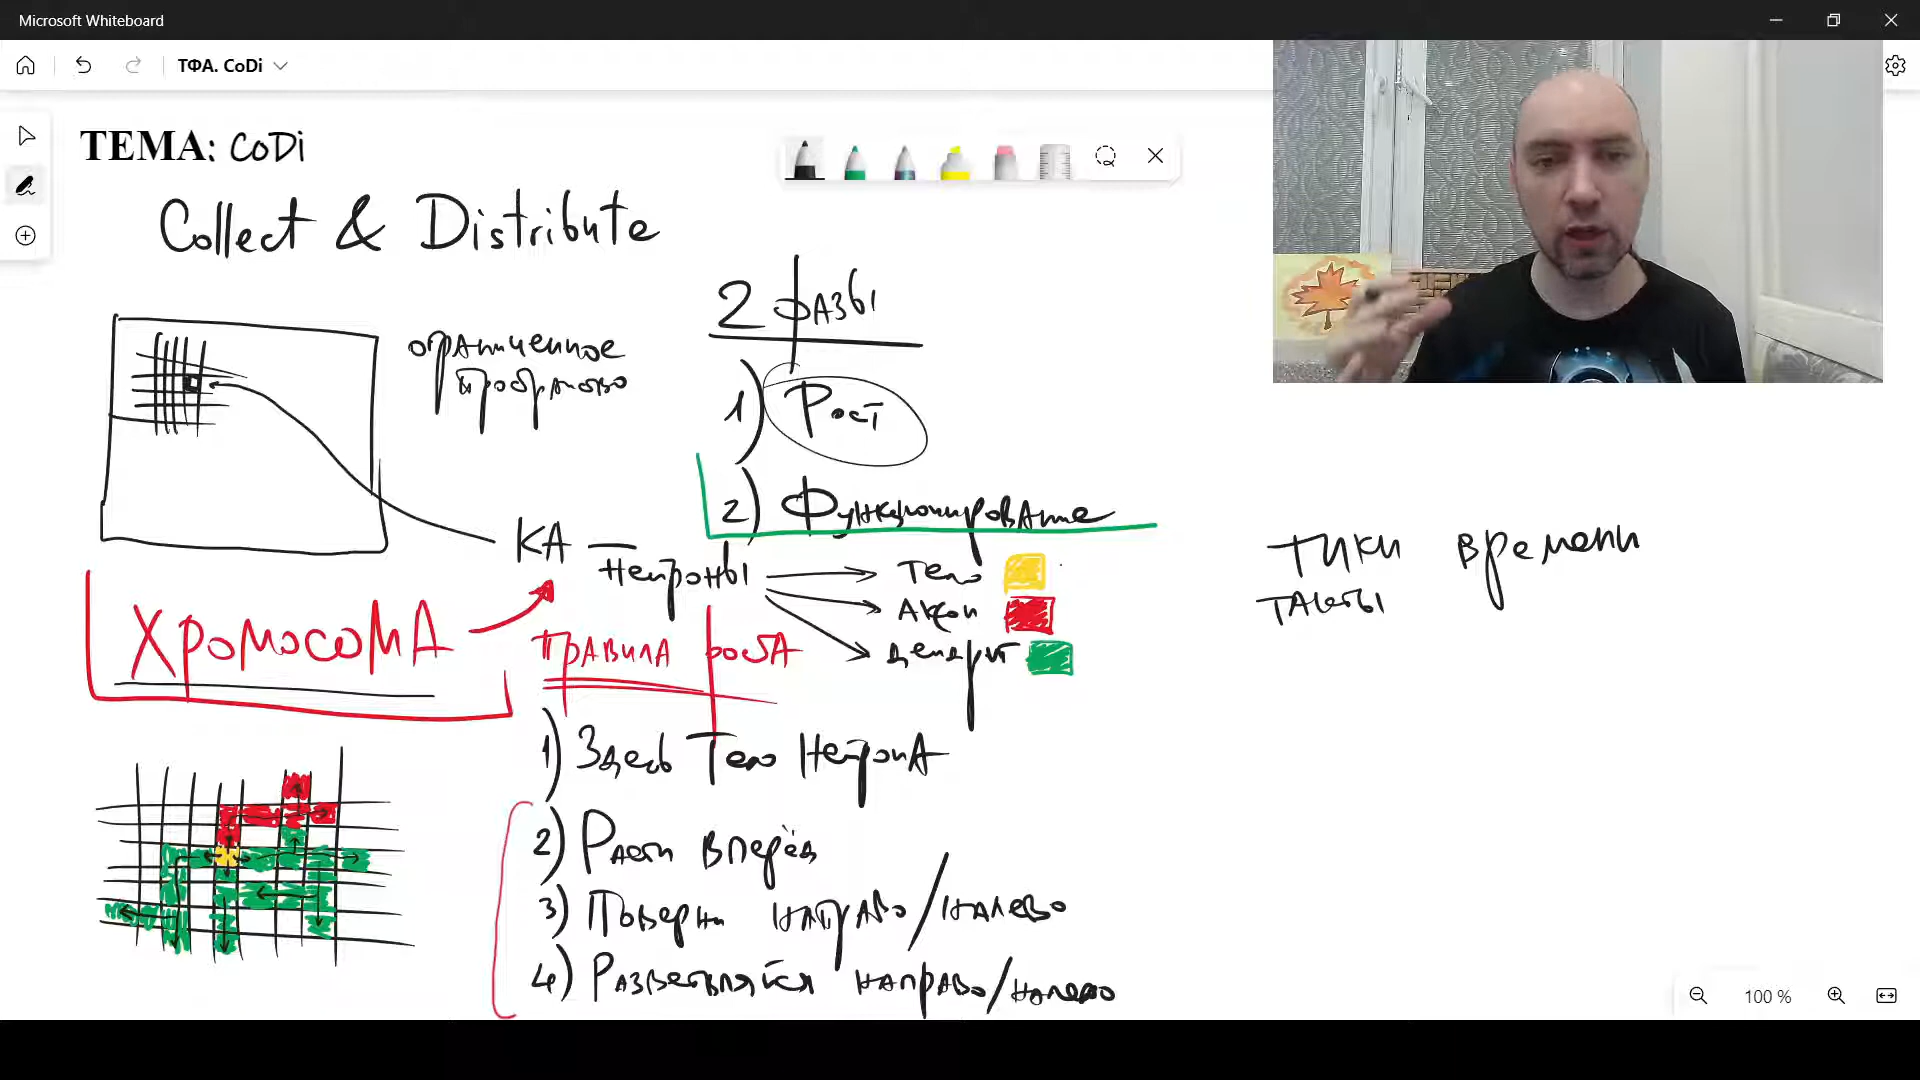 Microsoft Whiteboard
ТФА. CoDi
ТЕМА: CoDi
Collect & Distribute
ограниченное
пространство
2 фазы
1) Рост
2) Функционирование
КА - Нейроны
Тело
Аксон
Дендрит
Хромосома
Правила роста
1) Здесь Тело Нейрона
2) Расти вперёд
3) Поверни направо/налево
4) Разветвляйся направо/налево
тики времени
такты
100 %